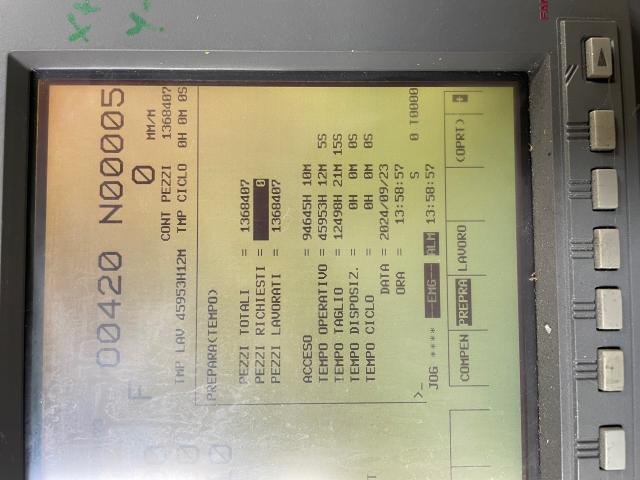 X+
Y-
O0420 N00005
F 0 MM/M
CONT PEZZI 1368407
TMP LAV 45953H12M TMP CICLO 0H 0M 0S
PREPARA(TEMPO)
PEZZI TOTALI = 1368407
PEZZI RICHIESTI = 0
PEZZI LAVORATI = 1368407
ACCESO = 94645H 10M
TEMPO OPERATIVO = 45953H 12M 5S
TEMPO TAGLIO = 12498H 21M 15S
TEMPO DISPOSIZ. = 0H 0M 0S
TEMPO CICLO = 0H 0M 0S
DATA = 2024/09/23
ORA = 13:58:57
>_ S 0 T0000
JOG **** --EMG-- ALM 13:58:57
COMPEN PREPRA LAVORO (OPRT) +